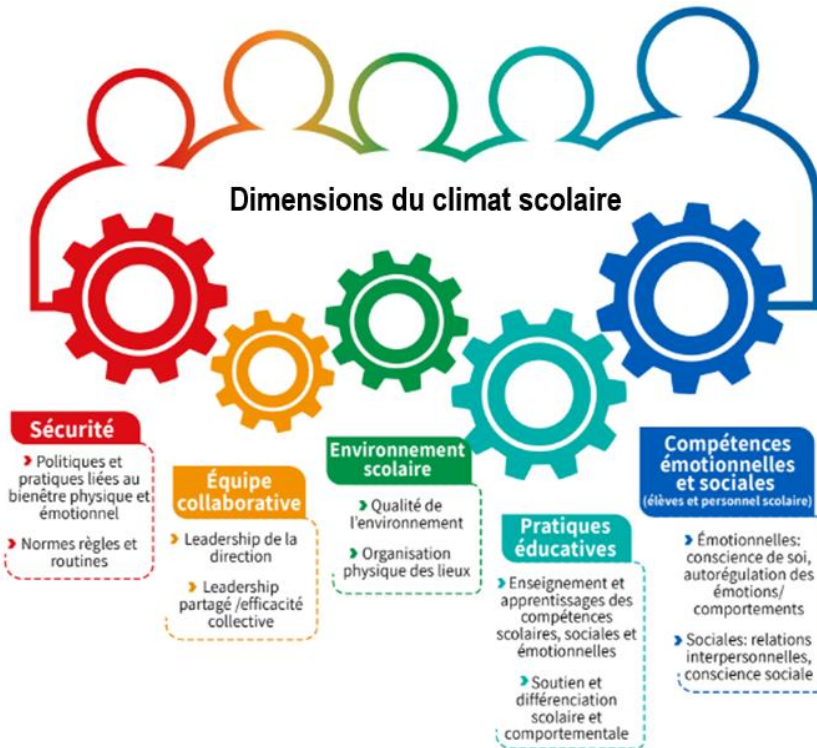 Dimensions du climat scolaire
Sécurité
Politiques et
pratiques liées au
bienêtre physique et
émotionnel
Normes règles et
routines
Équipe
collaborative
Leadership de la
direction
Leadership
partagé /efficacité
collective
Environnement
scolaire
Qualité de
l'environnement
Organisation
physique des lieux
Pratiques
éducatives
Enseignement et
apprentissages des
compétences
scolaires, sociales et
émotionnelles
Soutien et
différenciation
scolaire et
comportementale
Compétences
émotionnelles
et sociales
(élèves et personnel scolaire)
Émotionnelles:
conscience de soi,
autorégulation des
émotions/
comportements
Sociales: relations
interpersonnelles,
conscience sociale